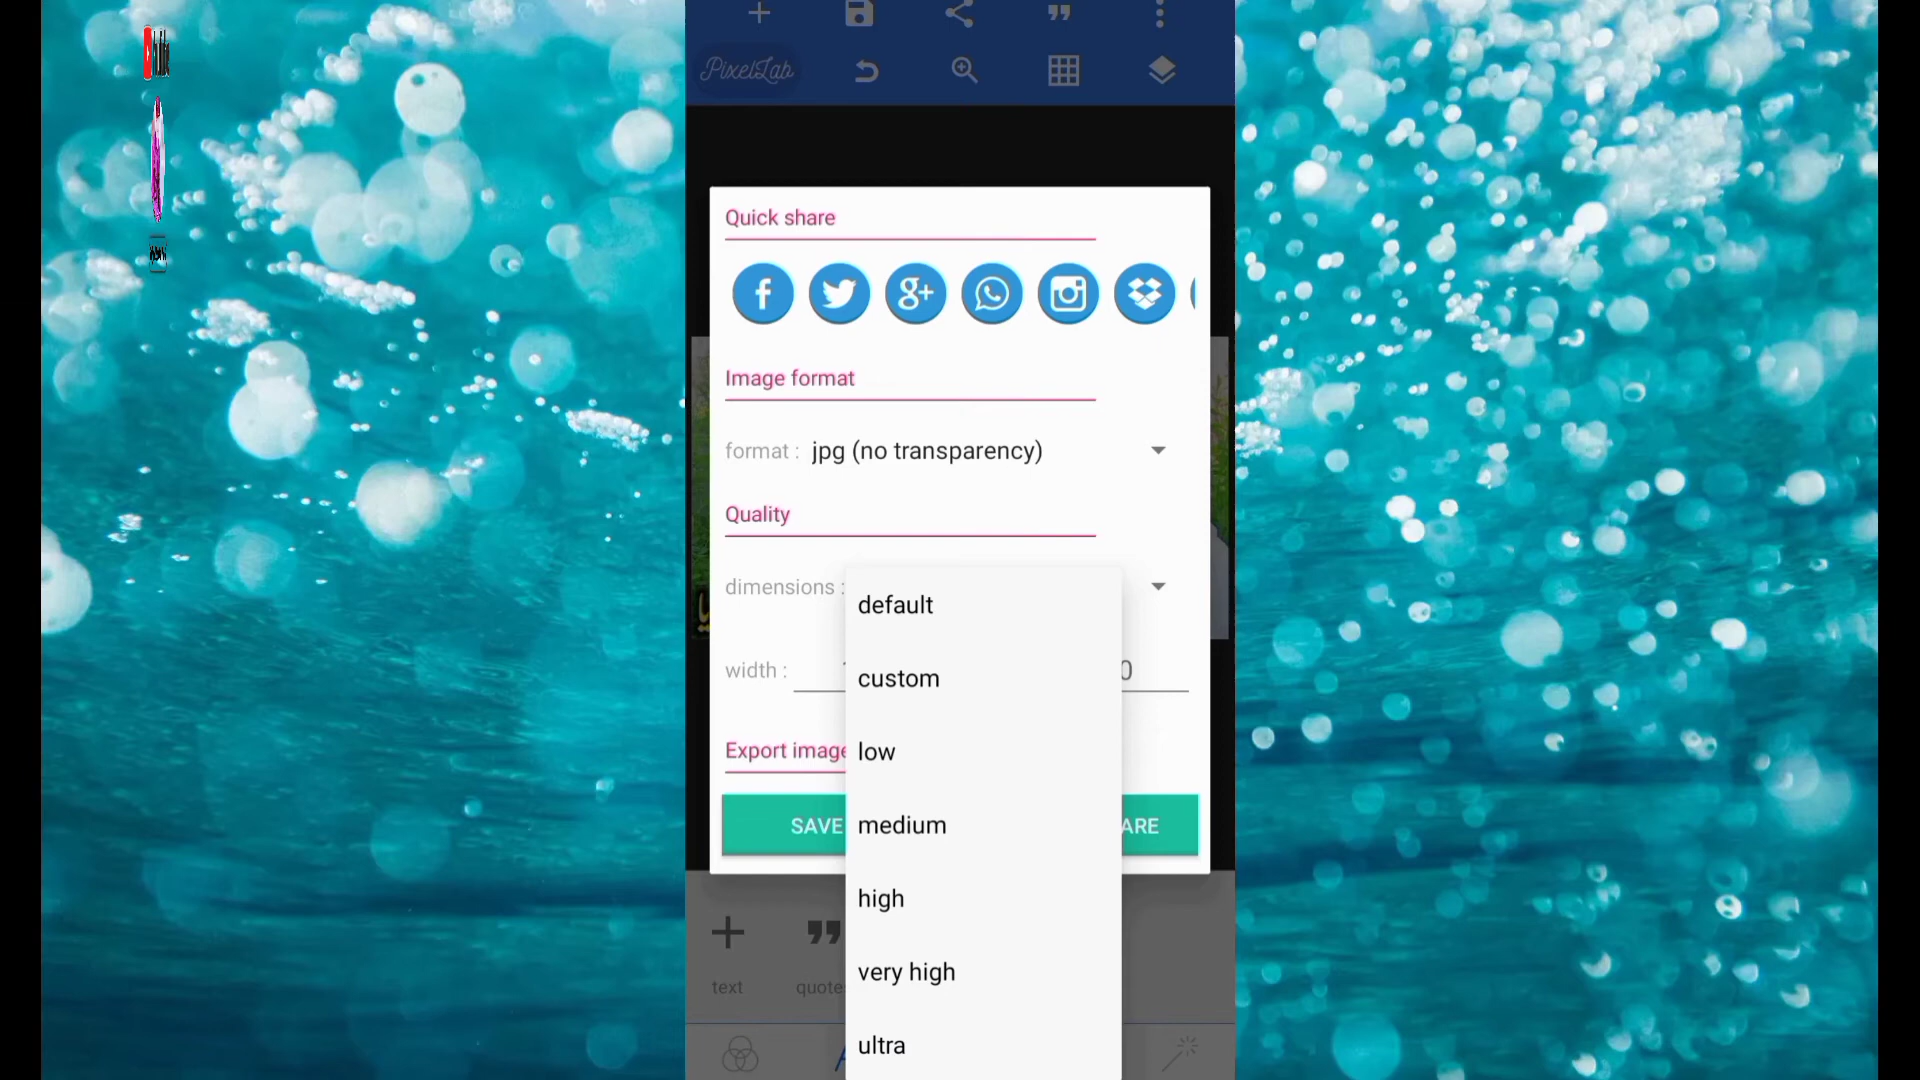 PixelLab
Quick share
Image format
format : jpg (no transparency)
Quality
dimensions :
default
custom
width :
low
Export image
medium
SAVE
ARE
high
very high
text
quote
ultra